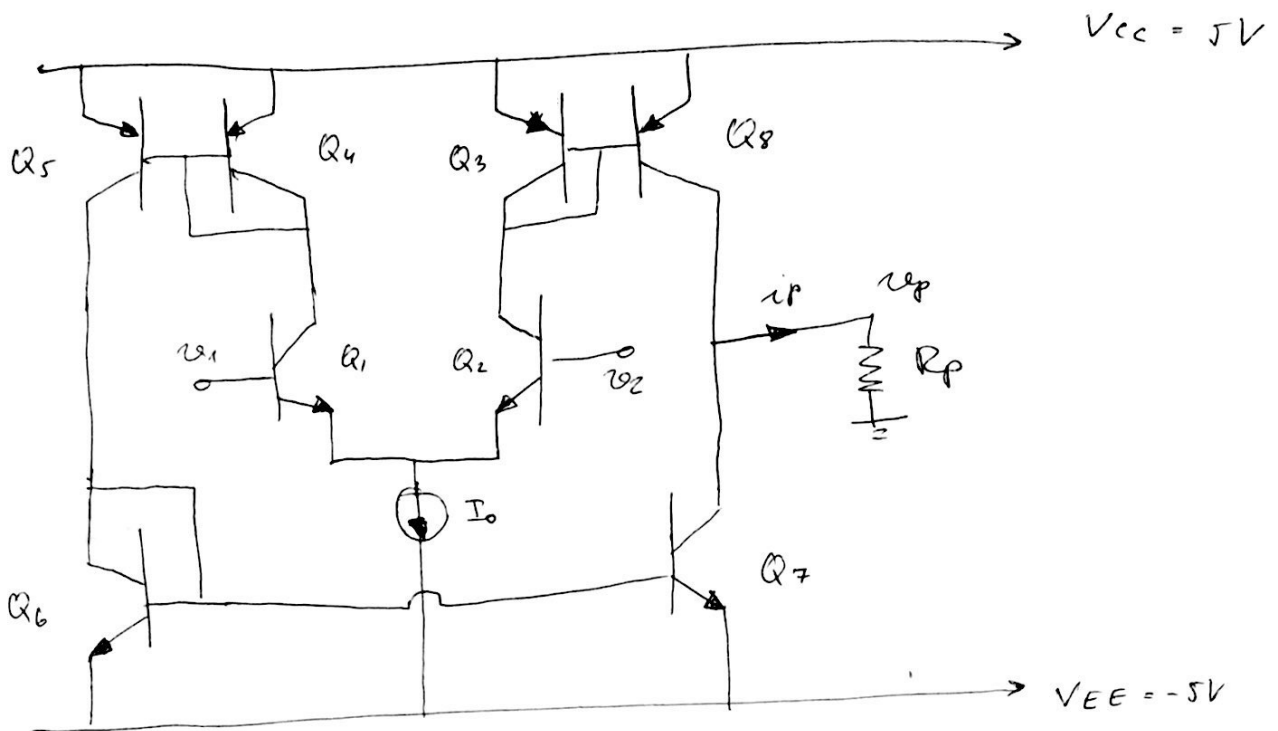 Vcc = 5V
Q5
Q4
Q3
Q8
ip
vp
Rp
v1
Q1
Q2
v2
I0
Q6
Q7
VEE = -5V